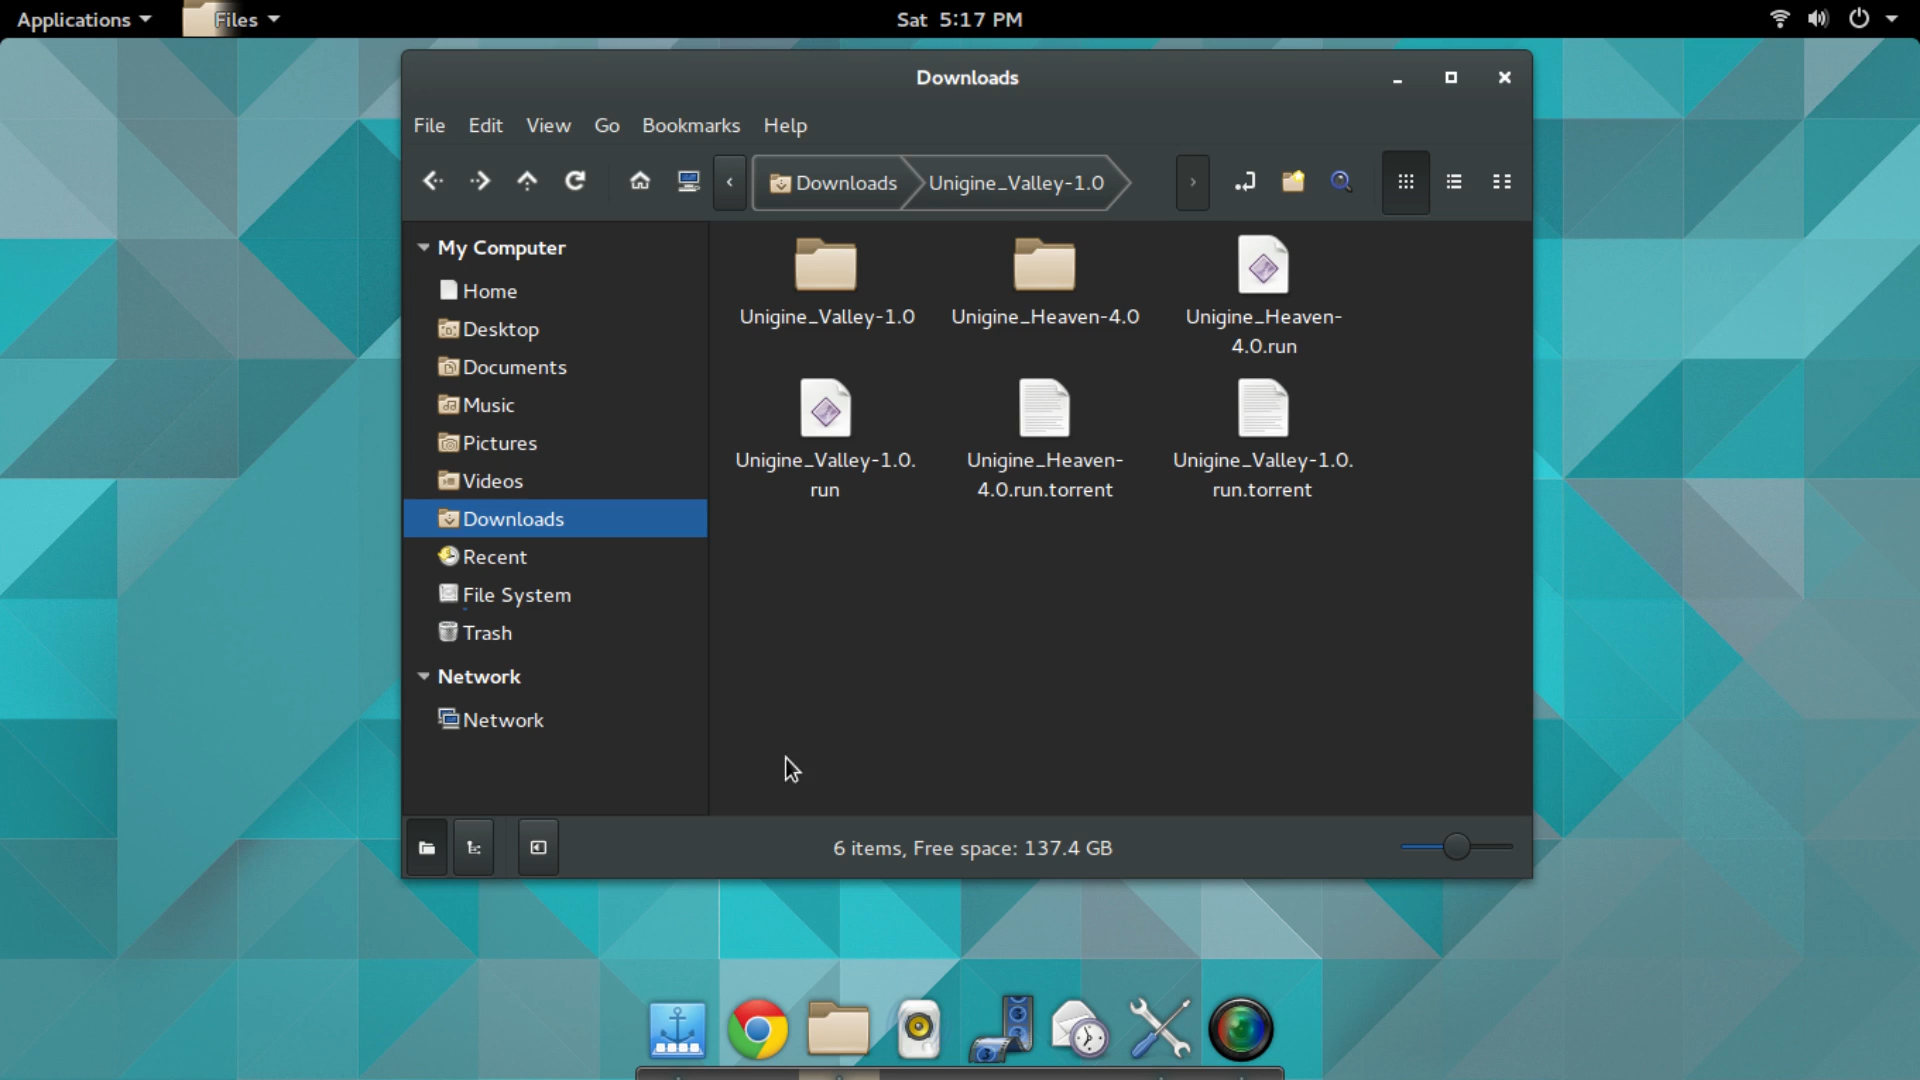 Applications Files Sat 5:17 PM
Downloads
File Edit View Go Bookmarks Help
Downloads Unigine_Valley-1.0
My Computer
Home
Desktop
Documents
Music
Pictures
Videos
Downloads
Recent
File System
Trash
Network
Network
Unigine_Valley-1.0 Unigine_Heaven-4.0 Unigine_Heaven-
4.0.run
Unigine_Valley-1.0. Unigine_Heaven- Unigine_Valley-1.0.
run 4.0.run.torrent run.torrent
6 items, Free space: 137.4 GB